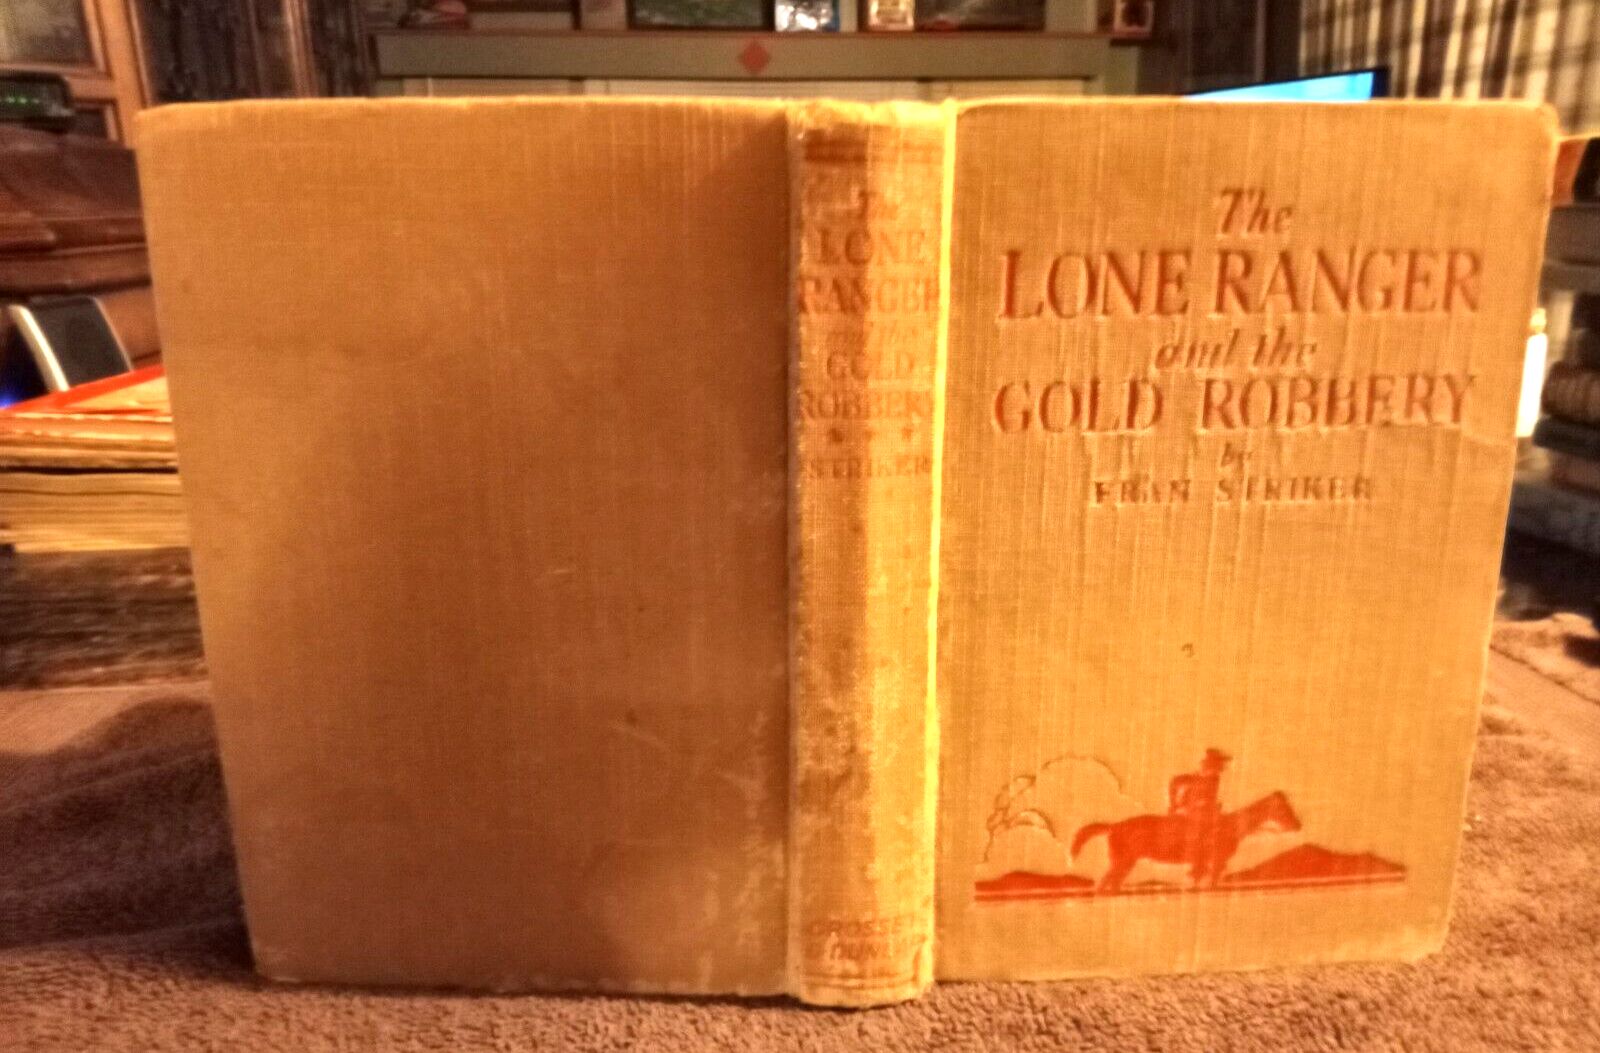 The
LONE
RANGER
and the
GOLD
ROBBERY
STRIKER
GROSSET
DUNLAP
The
LONE RANGER
and the
GOLD ROBBERY
by
FRAN STRIKER